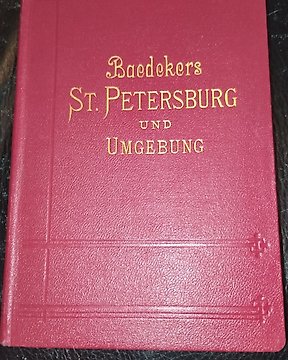 Baedekers
ST. PETERSBURG
UND
UMGEBUNG